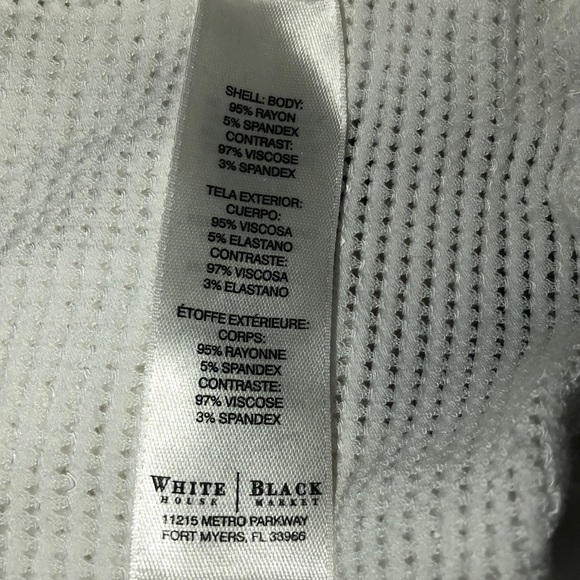 SHELL: BODY:
95% RAYON
5% SPANDEX
CONTRAST:
97% VISCOSE
3% SPANDEX
TELA EXTERIOR:
CUERPO:
95% VISCOSA
5% ELASTANO
CONTRASTE:
97% VISCOSA
3% ELASTANO
ÉTOFFE EXTÉRIEURE:
CORPS:
95% RAYONNE
5% SPANDEX
CONTRASTE:
97% VISCOSE
3% SPANDEX
WHITE | BLACK
HOUSE MARKET
11215 METRO PARKWAY
FORT MYERS, FL 33966